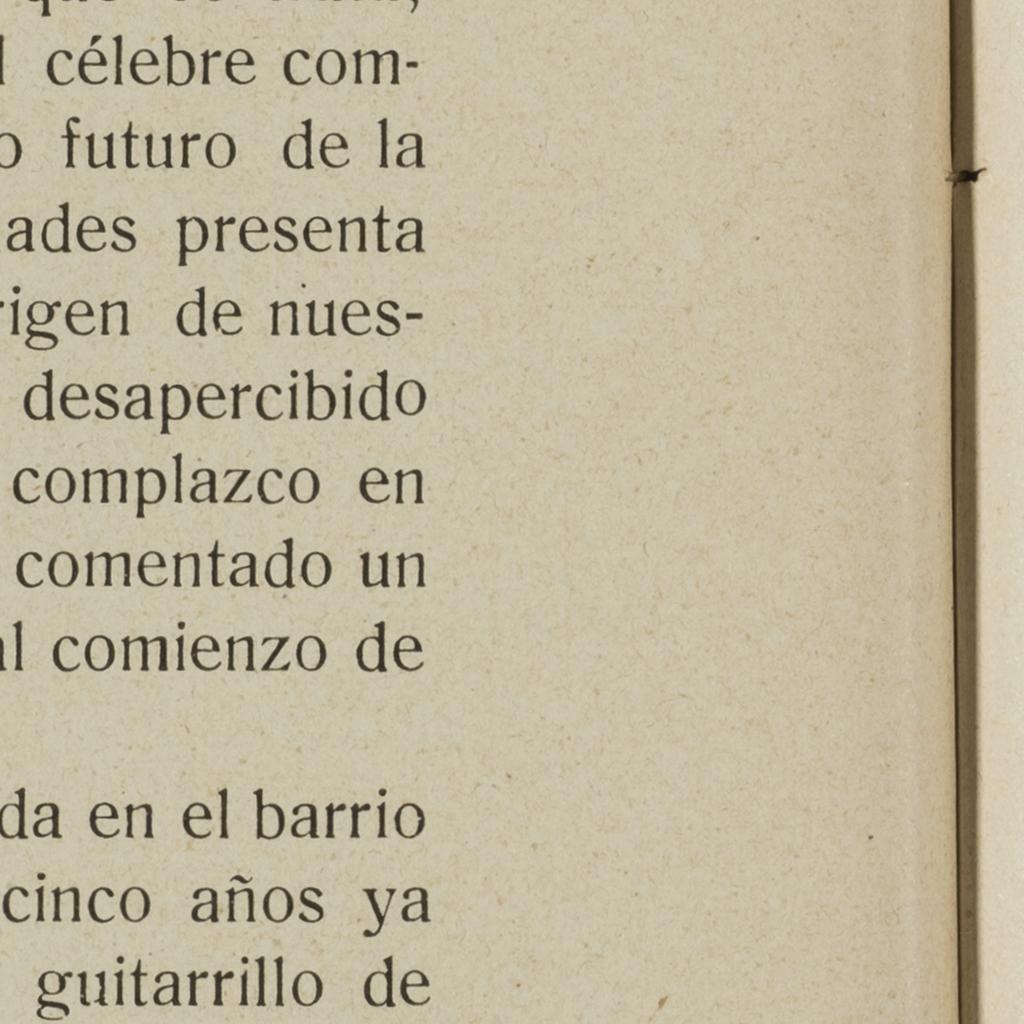 célebre com-
futuro de la
ades presenta
rigen de nues-
desapercibido
complazco en
comentado un
al comienzo de
da en el barrio
cinco años ya
guitarrillo de